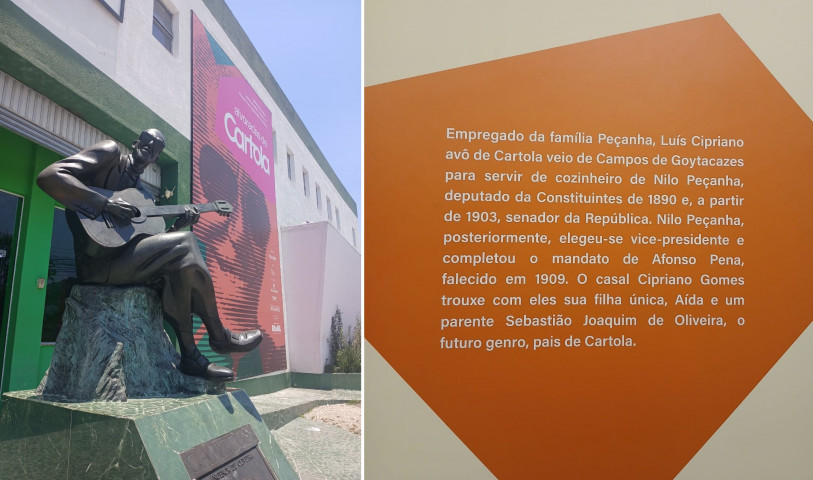 alvorada de
Cartola
Empregado da família Peçanha, Luís Cipriano
avô de Cartola veio de Campos de Goytacazes
para servir de cozinheiro de Nilo Peçanha,
deputado da Constituintes de 1890 e, a partir
de 1903, senador da República. Nilo Peçanha,
posteriormente, elegeu-se vice-presidente e
completou o mandato de Afonso Pena,
falecido em 1909. O casal Cipriano Gomes
trouxe com eles sua filha única, Aída e um
parente Sebastião Joaquim de Oliveira, o
futuro genro, pais de Cartola.